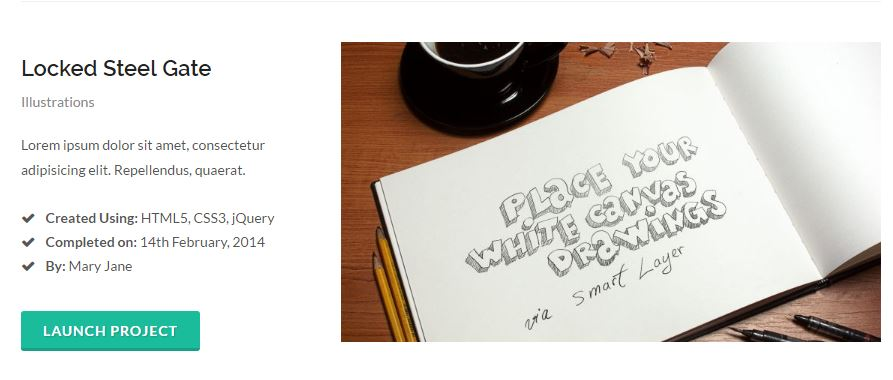 Locked Steel Gate
Illustrations
Lorem ipsum dolor sit amet, consectetur
adipisicing elit. Repellendus, quaerat.
Created Using: HTML5, CSS3, jQuery
Completed on: 14th February, 2014
By: Mary Jane
LAUNCH PROJECT
PLACE YOUR
WHITE CANVAS
DRAWINGS
via Smart Layer